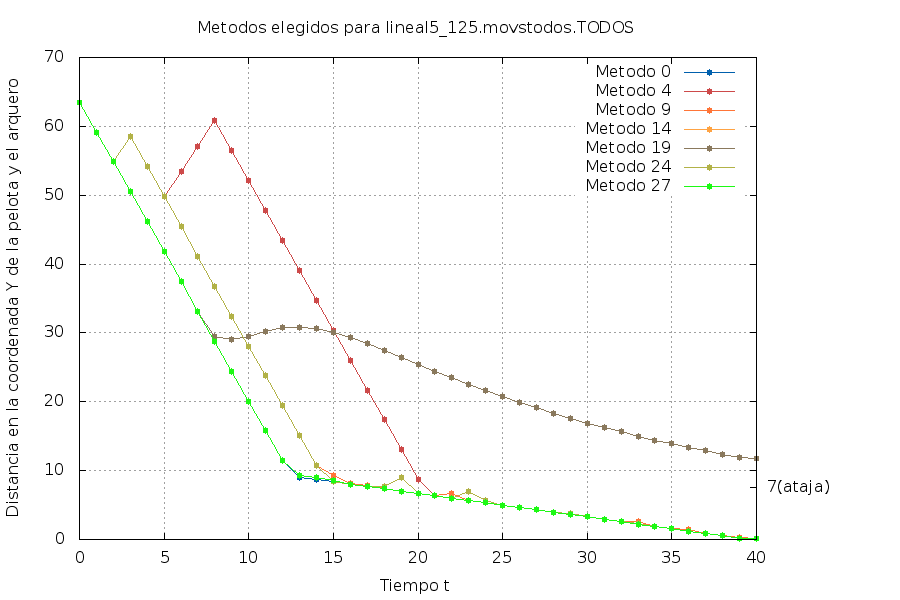 Metodos elegidos para lineal5_125.movstodos.TODOS
Distancia en la coordenada Y de la pelota y el arquero
70
60
50
40
30
20
10
0
Metodo 0
Metodo 4
Metodo 9
Metodo 14
Metodo 19
Metodo 24
Metodo 27
7(ataja)
0 5 10 15 20 25 30 35 40
Tiempo t